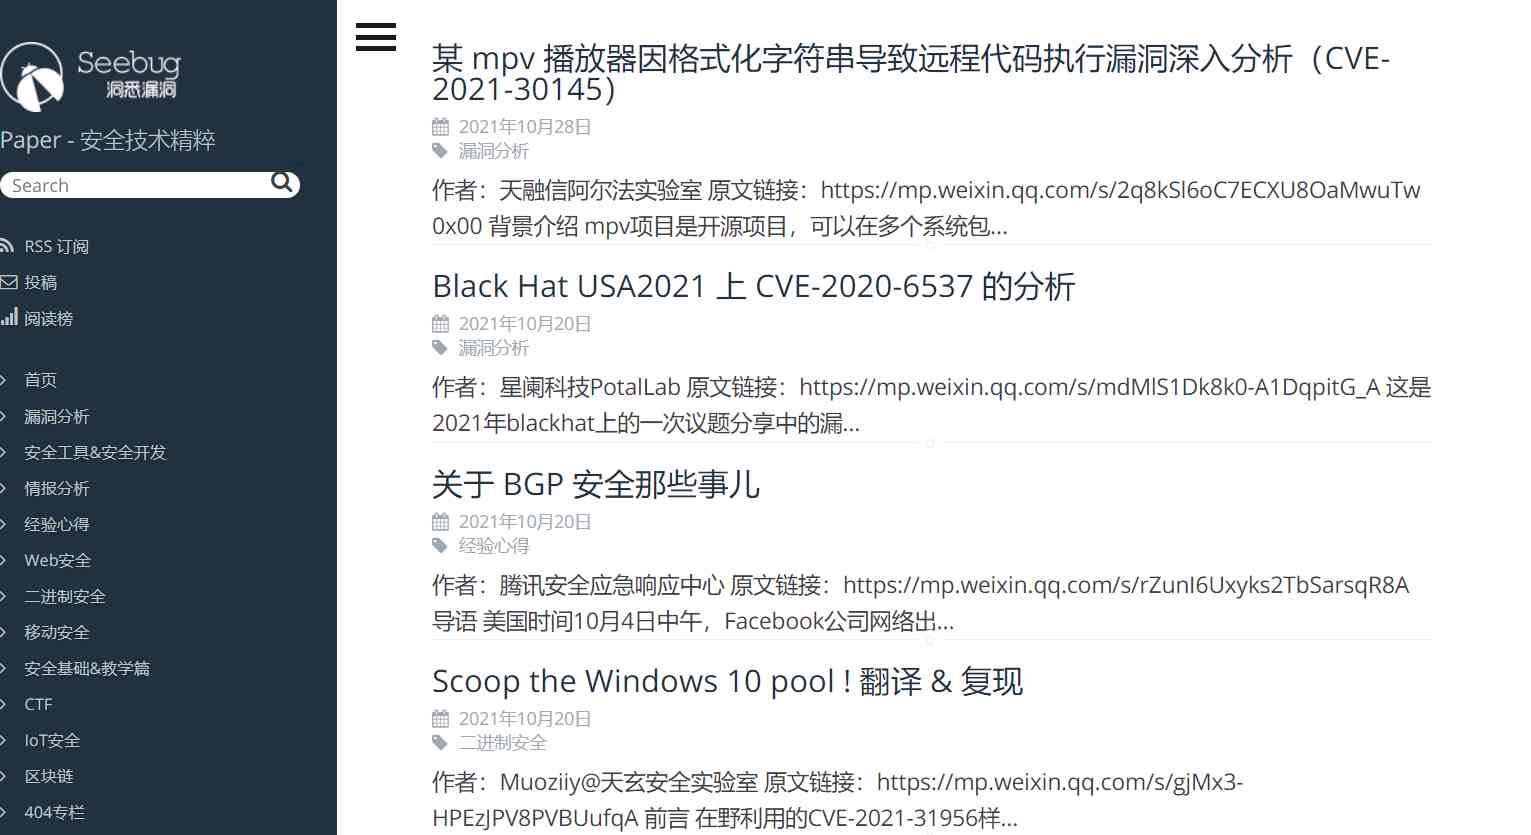 Seebug
洞悉漏洞
Paper - 安全技术精粹
Search
RSS 订阅
投稿
阅读榜
首页
漏洞分析
安全工具&安全开发
情报分析
经验心得
Web安全
二进制安全
移动安全
安全基础&教学篇
CTF
IoT安全
区块链
404专栏
某 mpv 播放器因格式化字符串导致远程代码执行漏洞深入分析（CVE-
2021-30145）
2021年10月28日
漏洞分析
作者：天融信阿尔法实验室 原文链接：https://mp.weixin.qq.com/s/2q8kSl6oC7ECXU8OaMwuTw
0x00 背景介绍 mpv项目是开源项目，可以在多个系统包...
Black Hat USA2021 上 CVE-2020-6537 的分析
2021年10月20日
漏洞分析
作者：星阑科技PotalLab 原文链接：https://mp.weixin.qq.com/s/mdMlS1Dk8k0-A1DqpitG_A 这是
2021年blackhat上的一次议题分享中的漏...
关于 BGP 安全那些事儿
2021年10月20日
经验心得
作者：腾讯安全应急响应中心 原文链接：https://mp.weixin.qq.com/s/rZunI6Uxyks2TbSarsqR8A
导语 美国时间10月4日中午，Facebook公司网络出...
Scoop the Windows 10 pool ! 翻译 & 复现
2021年10月20日
二进制安全
作者：Muoziiy@天玄安全实验室 原文链接：https://mp.weixin.qq.com/s/gjMx3-
HPEzJPV8PVBUufqA 前言 在野利用的CVE-2021-31956样...